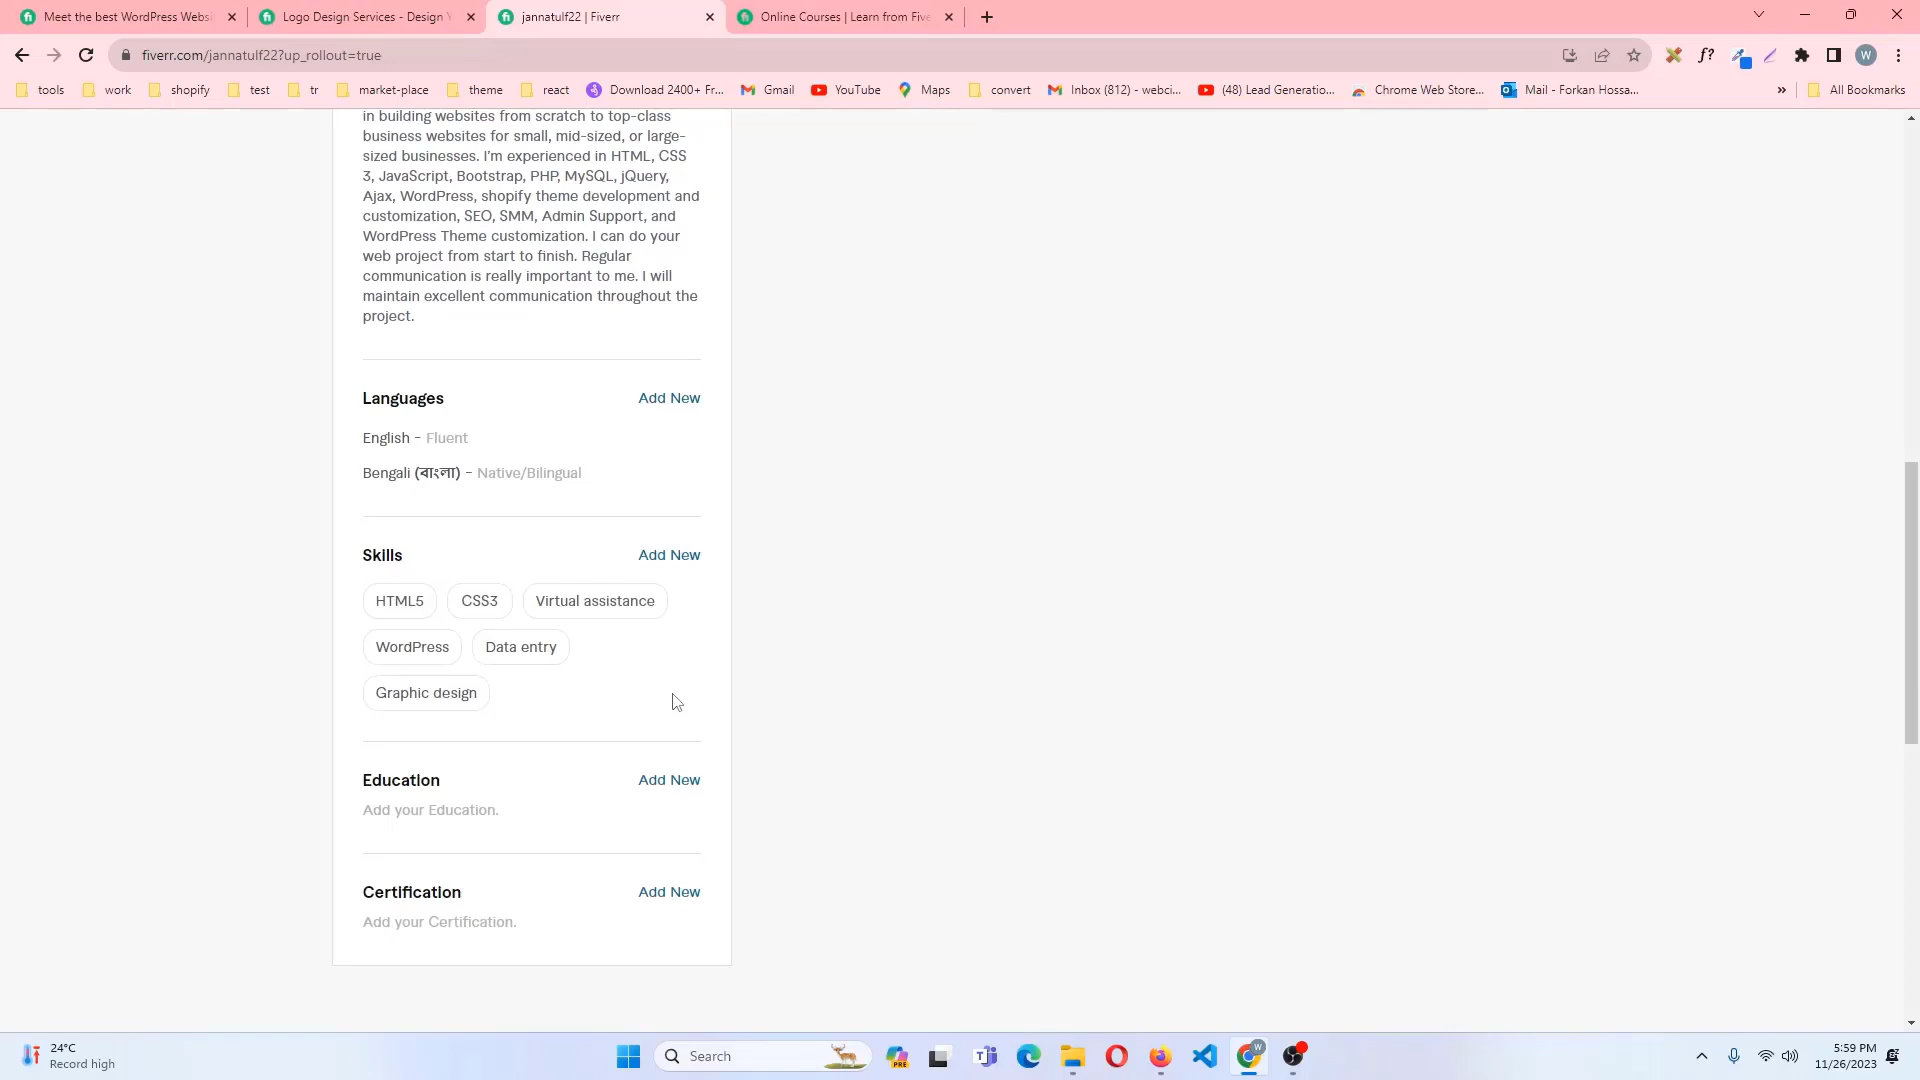 Meet the best WordPress Websi
Logo Design Services - Design Y
jannatulf22 | Fiverr
Online Courses | Learn from Five
fiverr.com/jannatulf22?up_rollout=true
f?
W
tools
work
shopify
test
tr
market-place
theme
react
Download 2400+ Fr...
Gmail
YouTube
Maps
convert
Inbox (812) - webci...
(48) Lead Generatio...
Chrome Web Store...
Mail - Forkan Hossa...
»
All Bookmarks
in building websites from scratch to top-class
business websites for small, mid-sized, or large-
sized businesses. I'm experienced in HTML, CSS
3, JavaScript, Bootstrap, PHP, MySQL, jQuery,
Ajax, WordPress, shopify theme development and
customization, SEO, SMM, Admin Support, and
WordPress Theme customization. I can do your
web project from start to finish. Regular
communication is really important to me. I will
maintain excellent communication throughout the
project.
Languages Add New
English - Fluent
Bengali (বাংলা) - Native/Bilingual
Skills Add New
HTML5 CSS3 Virtual assistance
WordPress Data entry
Graphic design
Education Add New
Add your Education.
Certification Add New
Add your Certification.
24°C
Record high
Search
PRE
W
5:59 PM
11/26/2023